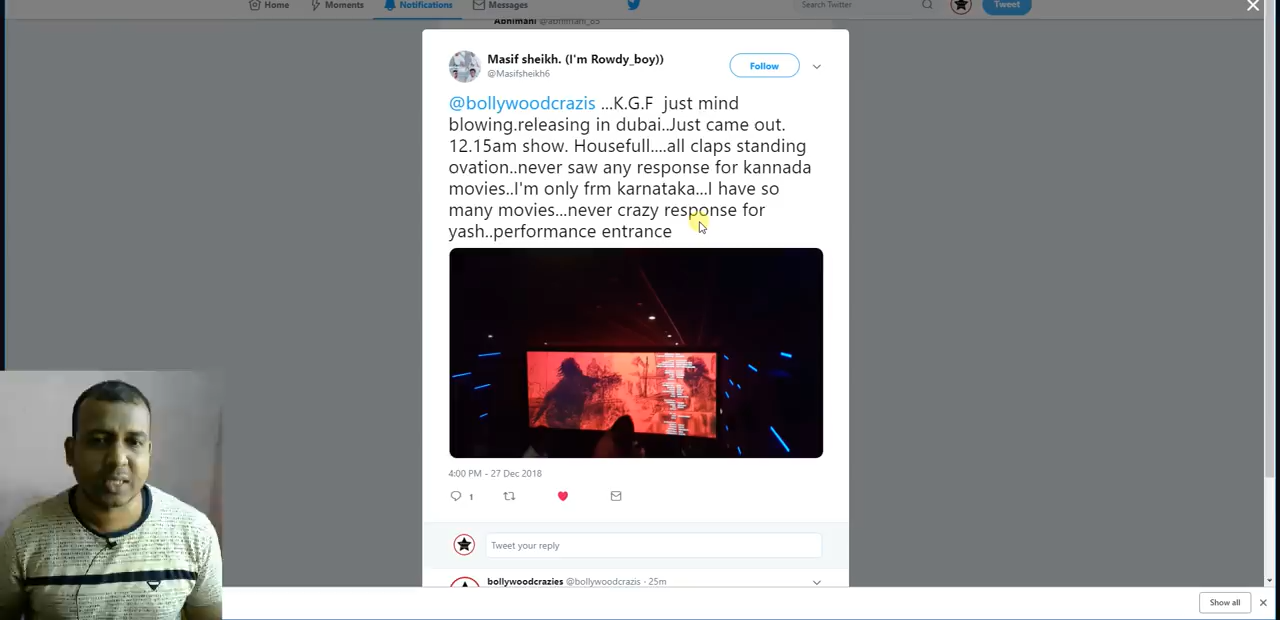 Home Moments Notifications Messages Search Twitter Tweet
Abhimani @abhimani_85
Masif sheikh. (I'm Rowdy_boy))
@Masifsheikh6
Follow
@bollywoodcrazis ...K.G.F just mind
blowing.releasing in dubai..Just came out.
12.15am show. Housefull....all claps standing
ovation..never saw any response for kannada
movies..I'm only frm karnataka...I have so
many movies...never crazy response for
yash..performance entrance
4:00 PM - 27 Dec 2018
1
Tweet your reply
bollywoodcrazies @bollywoodcrazis - 25m
Show all